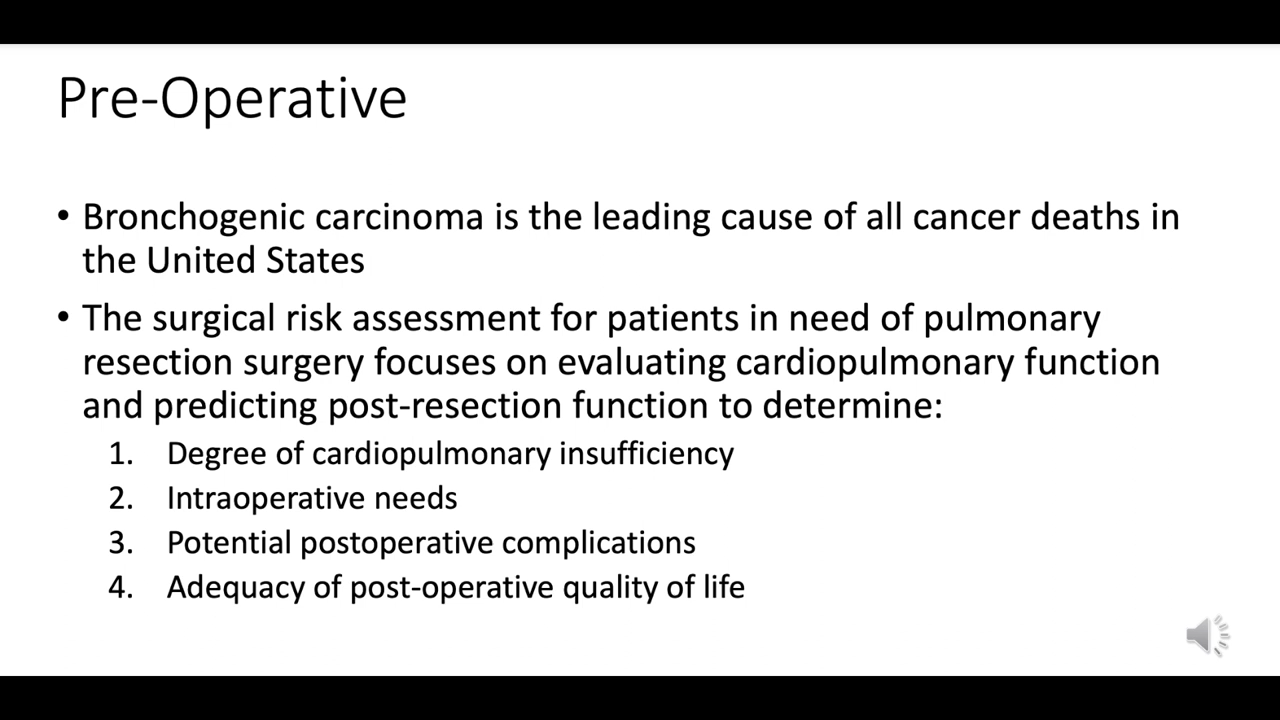 Pre-Operative
• Bronchogenic carcinoma is the leading cause of all cancer deaths in
the United States
• The surgical risk assessment for patients in need of pulmonary
resection surgery focuses on evaluating cardiopulmonary function
and predicting post-resection function to determine:
1. Degree of cardiopulmonary insufficiency
2. Intraoperative needs
3. Potential postoperative complications
4. Adequacy of post-operative quality of life